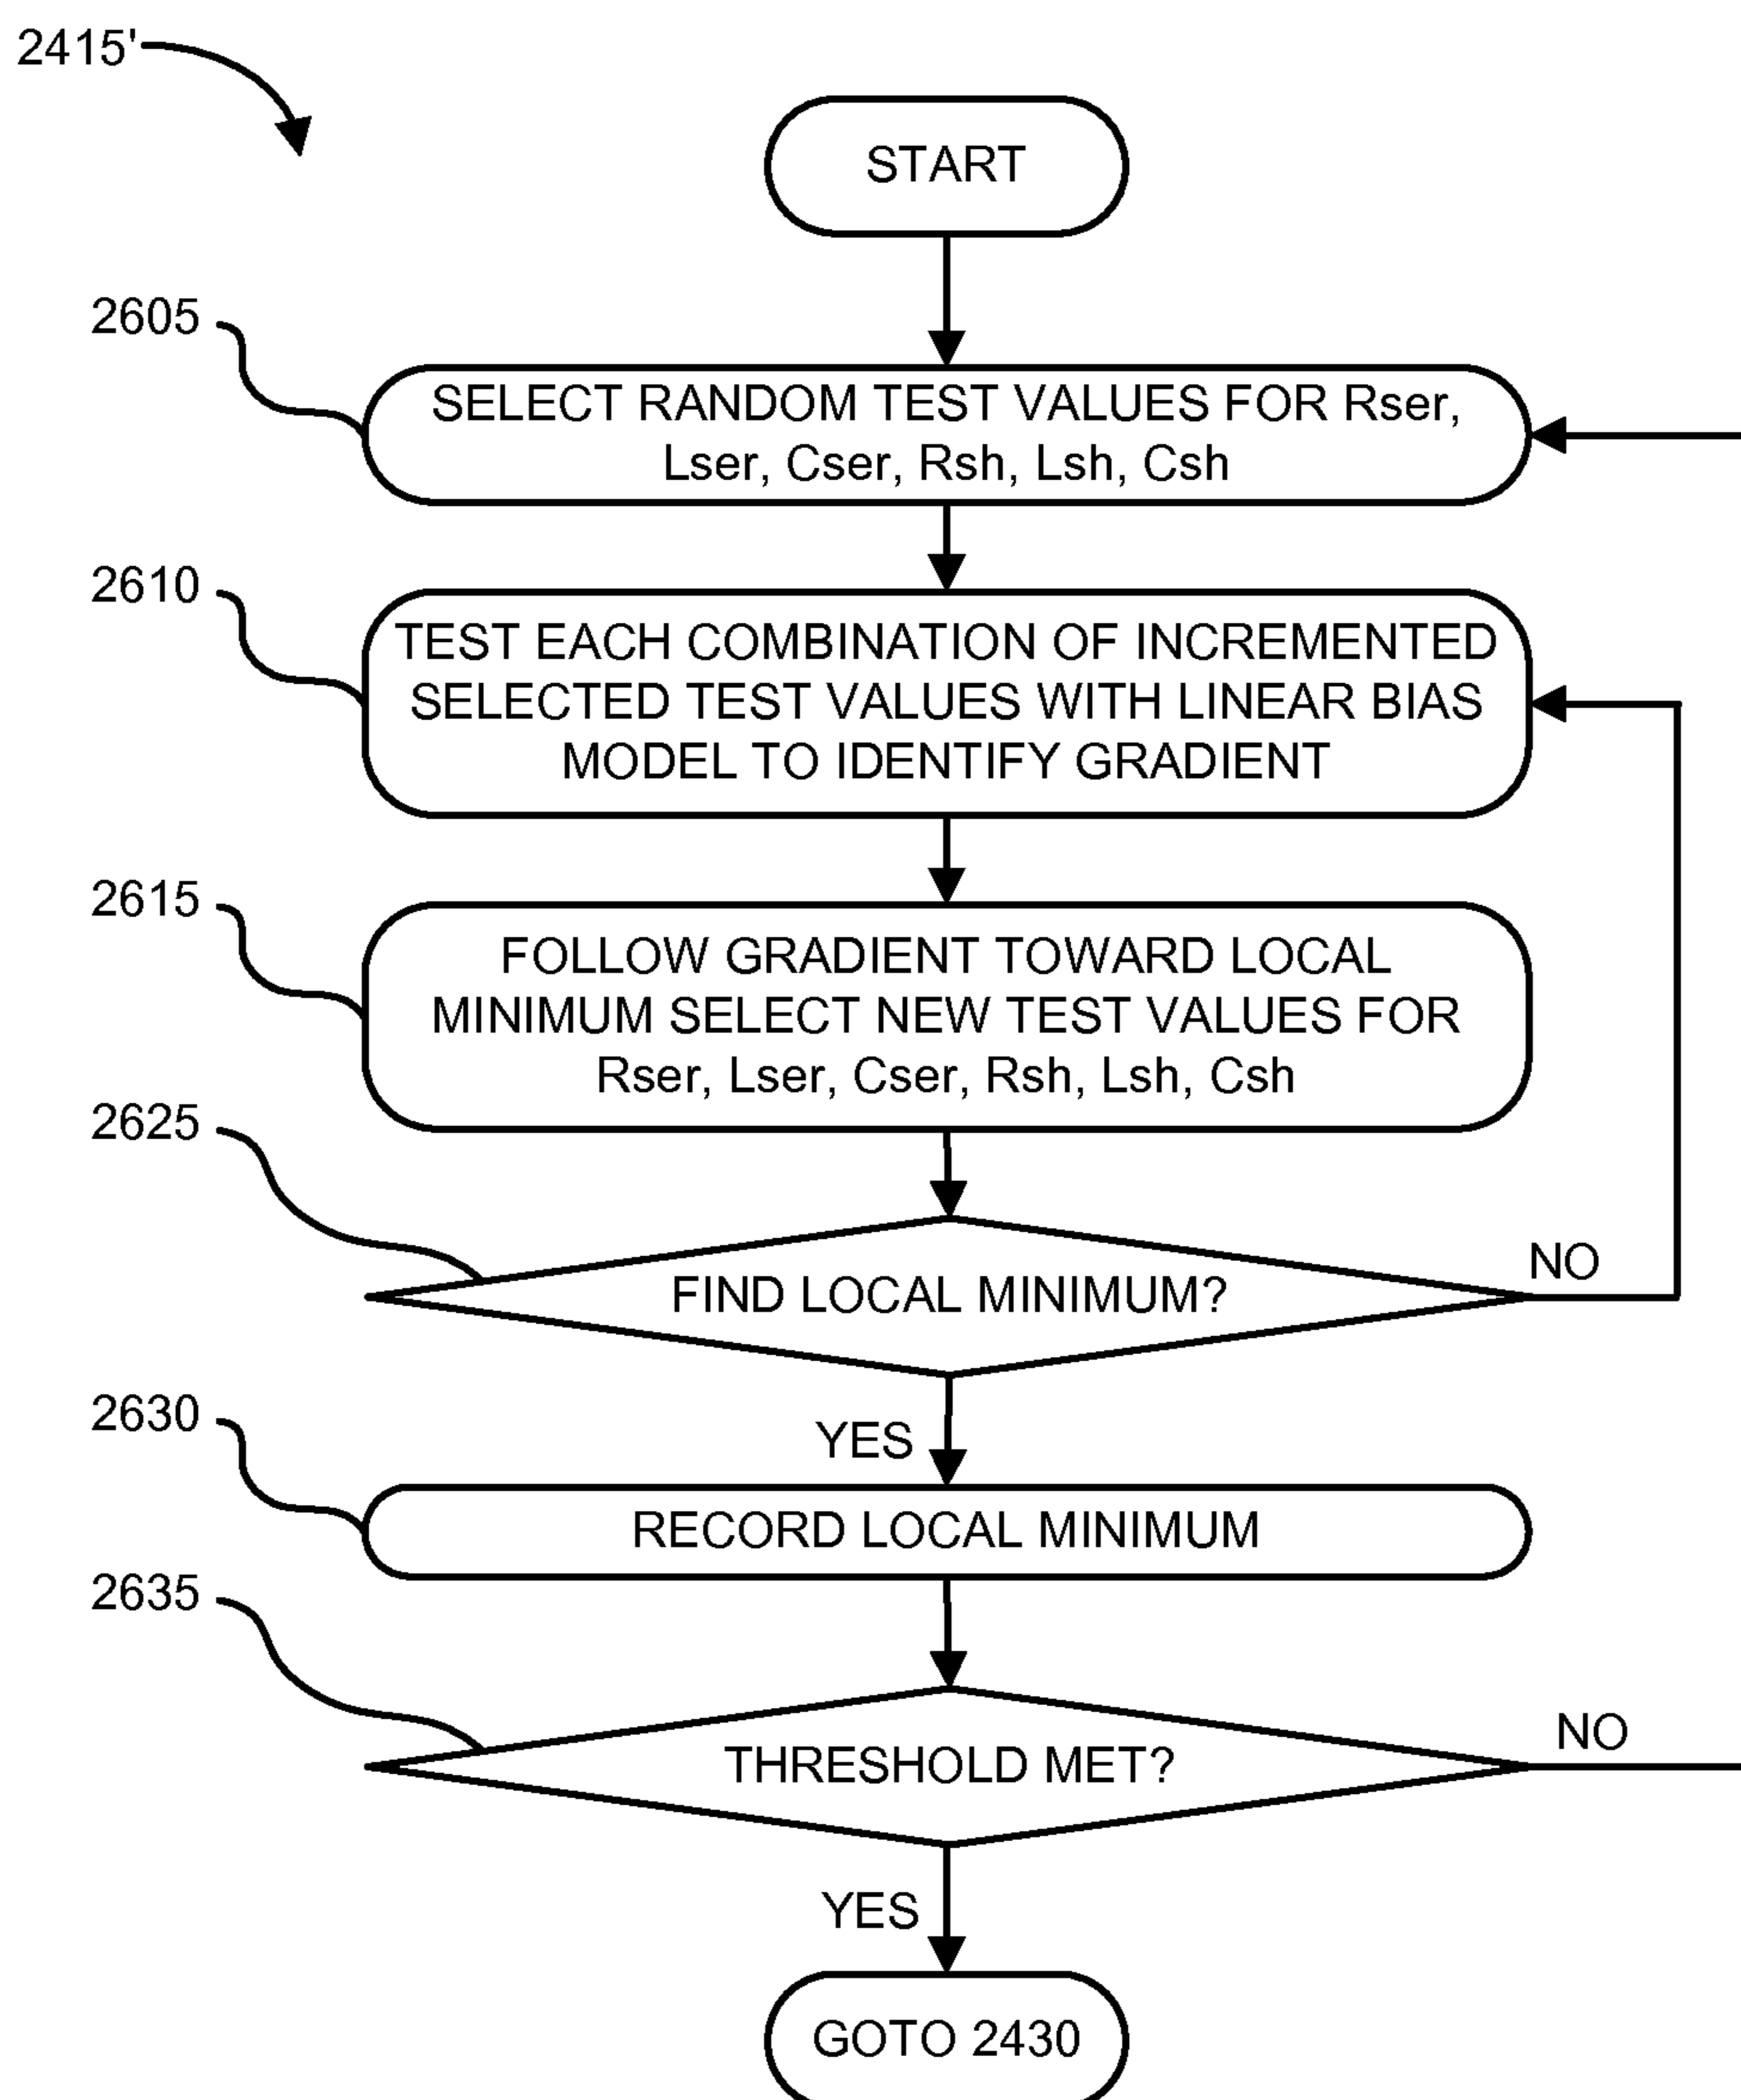 2415'
START
2605
SELECT RANDOM TEST VALUES FOR Rser,
Lser, Cser, Rsh, Lsh, Csh
2610
TEST EACH COMBINATION OF INCREMENTED
SELECTED TEST VALUES WITH LINEAR BIAS
MODEL TO IDENTIFY GRADIENT
2615
FOLLOW GRADIENT TOWARD LOCAL
MINIMUM SELECT NEW TEST VALUES FOR
Rser, Lser, Cser, Rsh, Lsh, Csh
2625
NO
FIND LOCAL MINIMUM?
YES
2630
RECORD LOCAL MINIMUM
2635
NO
THRESHOLD MET?
YES
GOTO 2430